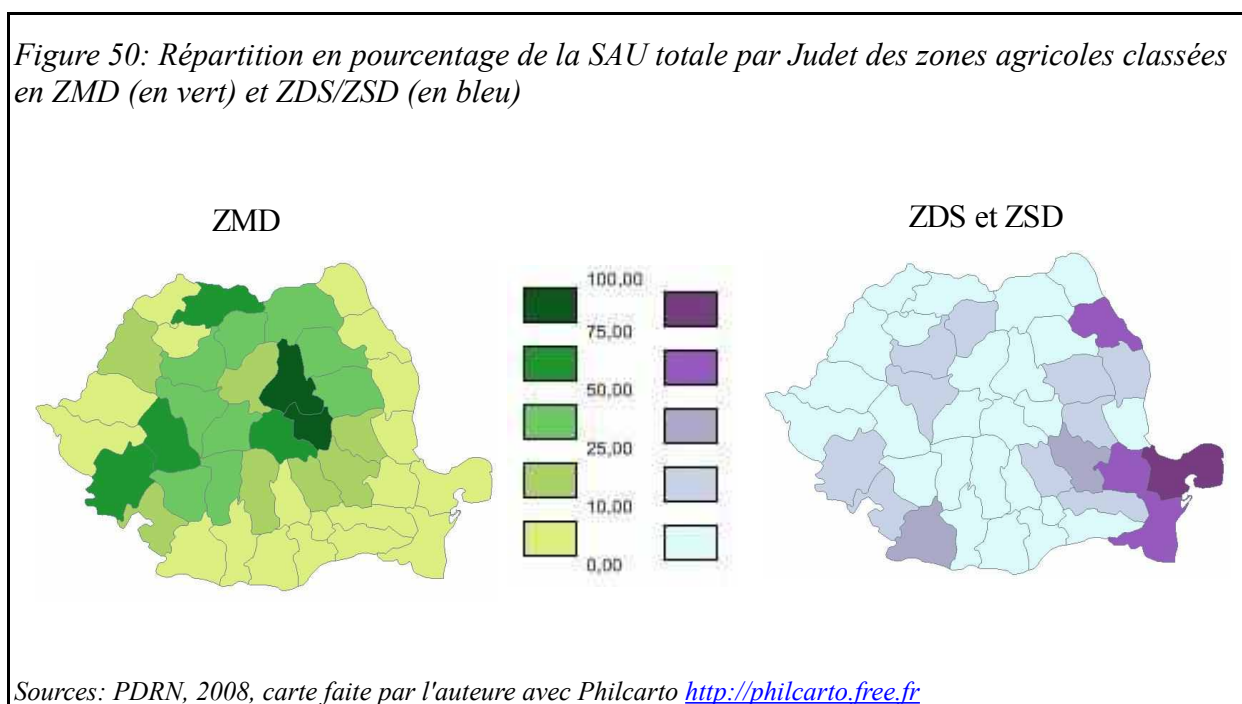 Figure 50: Répartition en pourcentage de la SAU totale par Judet des zones agricoles classées
en ZMD (en vert) et ZDS/ZSD (en bleu)
ZMD
ZDS et ZSD
100,00
75,00
50,00
25,00
10,00
0,00
Sources: PDRN, 2008, carte faite par l'auteure avec Philcarto http://philcarto.free.fr